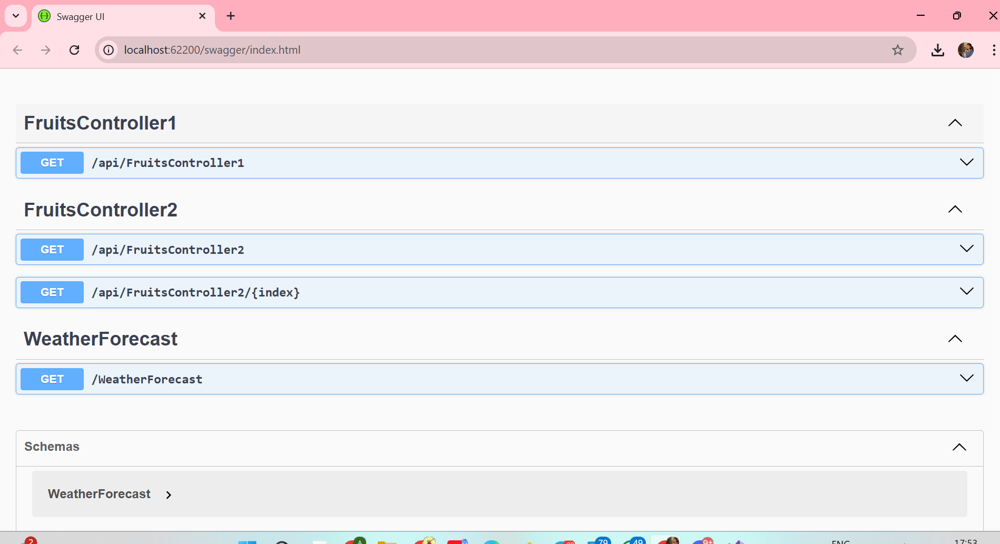 Swagger UI
localhost:62200/swagger/index.html
FruitsController1
GET /api/FruitsController1
FruitsController2
GET /api/FruitsController2
GET /api/FruitsController2/{index}
WeatherForecast
GET /WeatherForecast
Schemas
WeatherForecast
2
A
79
49
9+
ENG
17:53